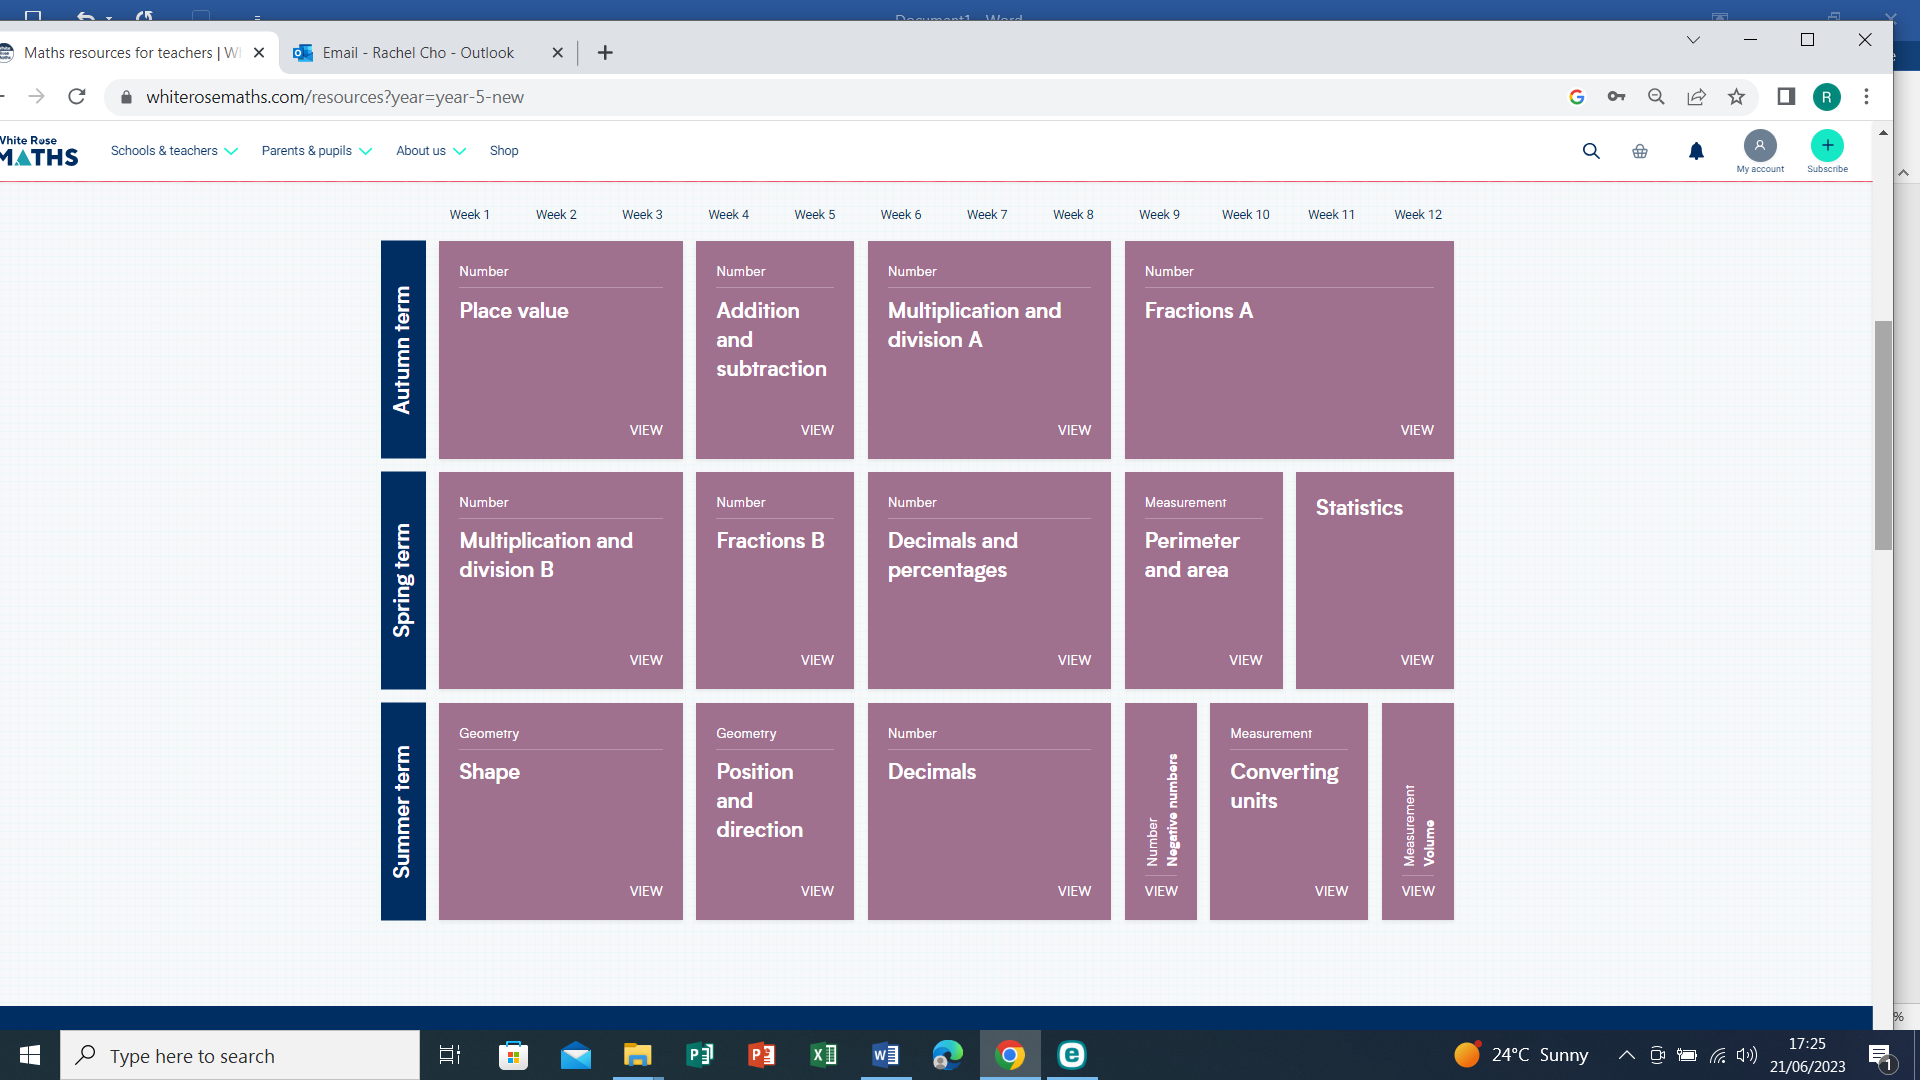 Document1 - Word
Maths resources for teachers | W
Email - Rachel Cho - Outlook
whiterosemaths.com/resources?year=year-5-new
R
White Rose
MATHS
Schools & teachers
Parents & pupils
About us
Shop
My account
Subscribe
Week 1 Week 2 Week 3 Week 4 Week 5 Week 6 Week 7 Week 8 Week 9 Week 10 Week 11 Week 12
Autumn term
Number
Place value
VIEW
Number
Addition
and
subtraction
VIEW
Number
Multiplication and
division A
VIEW
Number
Fractions A
VIEW
Spring term
Number
Multiplication and
division B
VIEW
Number
Fractions B
VIEW
Number
Decimals and
percentages
VIEW
Measurement
Perimeter
and area
VIEW
Statistics
VIEW
Summer term
Geometry
Shape
VIEW
Geometry
Position
and
direction
VIEW
Number
Decimals
VIEW
Number
Negative numbers
VIEW
Measurement
Converting
units
VIEW
Measurement
Volume
VIEW
%
Type here to search
24°C Sunny
17:25
21/06/2023
1